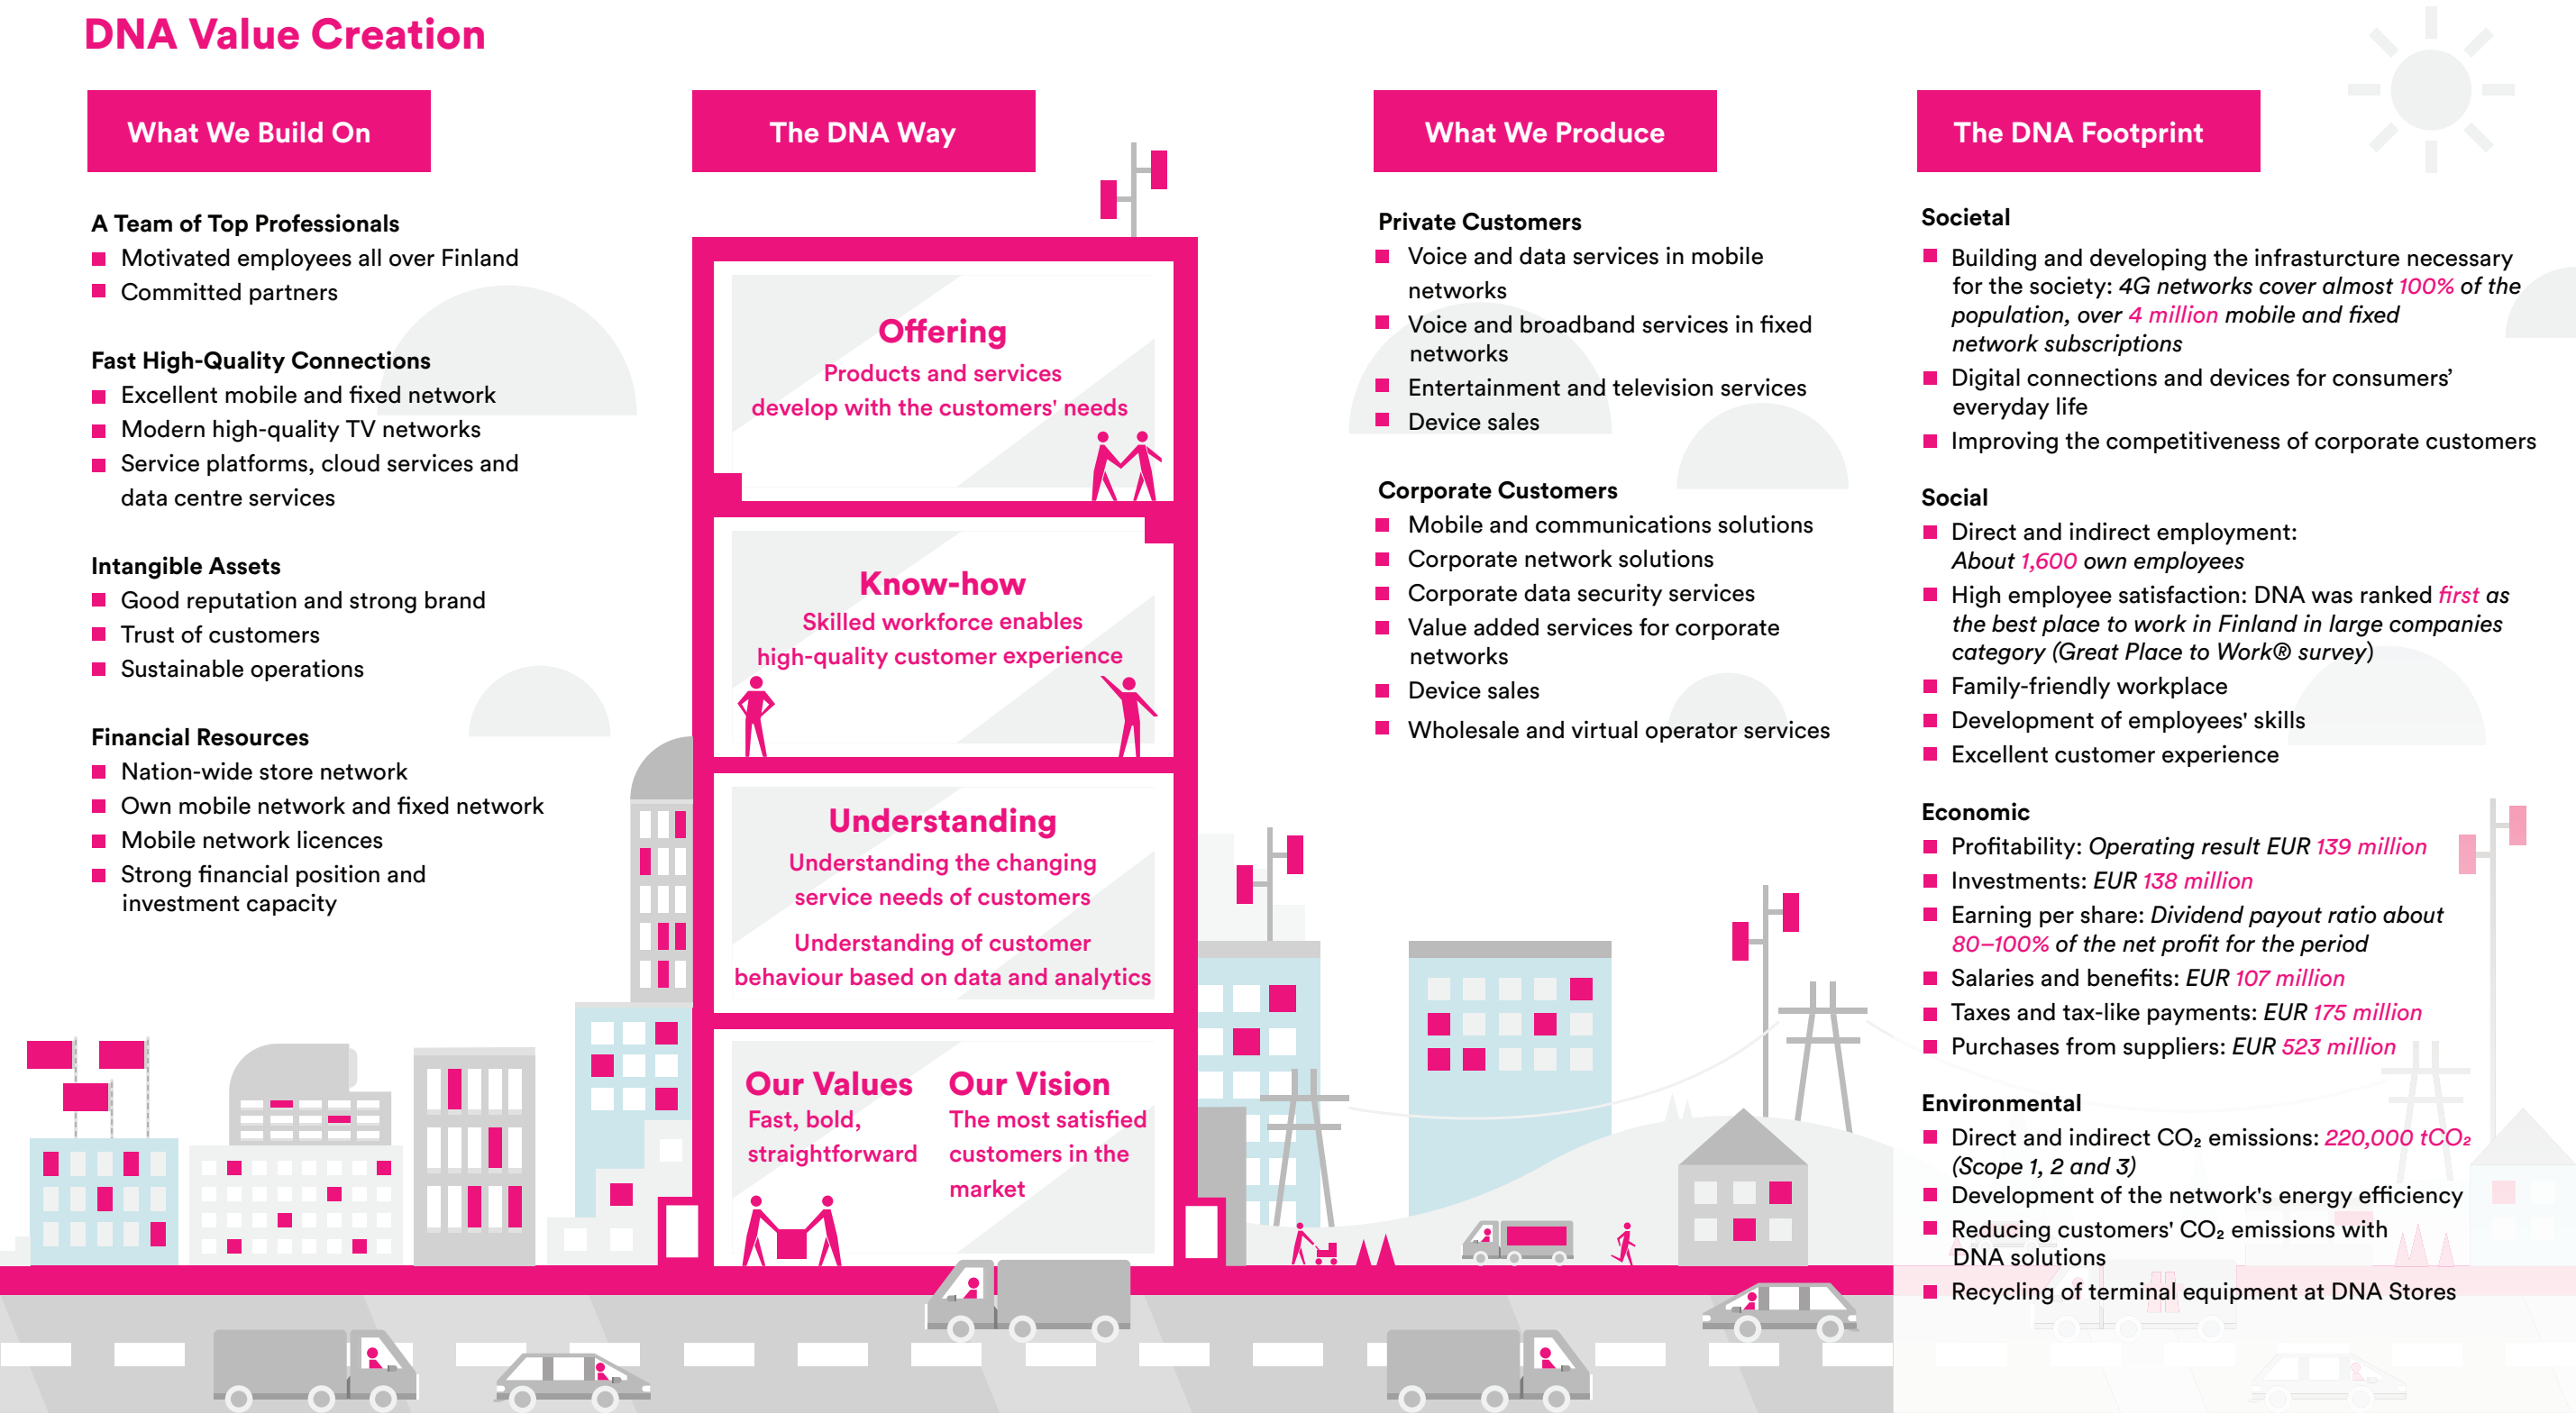 DNA Value Creation
What We Build On
A Team of Top Professionals
Motivated employees all over Finland
Committed partners
Fast High-Quality Connections
Excellent mobile and fixed network
Modern high-quality TV networks
Service platforms, cloud services and
data centre services
Intangible Assets
Good reputation and strong brand
Trust of customers
Sustainable operations
Financial Resources
Nation-wide store network
Own mobile network and fixed network
Mobile network licences
Strong financial position and
investment capacity
The DNA Way
Offering
Products and services
develop with the customers' needs
Know-how
Skilled workforce enables
high-quality customer experience
Understanding
Understanding the changing
service needs of customers
Understanding of customer
behaviour based on data and analytics
Our Values
Fast, bold,
straightforward
Our Vision
The most satisfied
customers in the
market
What We Produce
Private Customers
Voice and data services in mobile
networks
Voice and broadband services in fixed
networks
Entertainment and television services
Device sales
Corporate Customers
Mobile and communications solutions
Corporate network solutions
Corporate data security services
Value added services for corporate
networks
Device sales
Wholesale and virtual operator services
The DNA Footprint
Societal
Building and developing the infrasturcture necessary
for the society: 4G networks cover almost 100% of the
population, over 4 million mobile and fixed
network subscriptions
Digital connections and devices for consumers’
everyday life
Improving the competitiveness of corporate customers
Social
Direct and indirect employment:
About 1,600 own employees
High employee satisfaction: DNA was ranked first as
the best place to work in Finland in large companies
category (Great Place to Work® survey)
Family-friendly workplace
Development of employees' skills
Excellent customer experience
Economic
Profitability: Operating result EUR 139 million
Investments: EUR 138 million
Earning per share: Dividend payout ratio about
80–100% of the net profit for the period
Salaries and benefits: EUR 107 million
Taxes and tax-like payments: EUR 175 million
Purchases from suppliers: EUR 523 million
Environmental
Direct and indirect CO₂ emissions: 220,000 tCO₂
(Scope 1, 2 and 3)
Development of the network's energy efficiency
Reducing customers' CO₂ emissions with
DNA solutions
Recycling of terminal equipment at DNA Stores